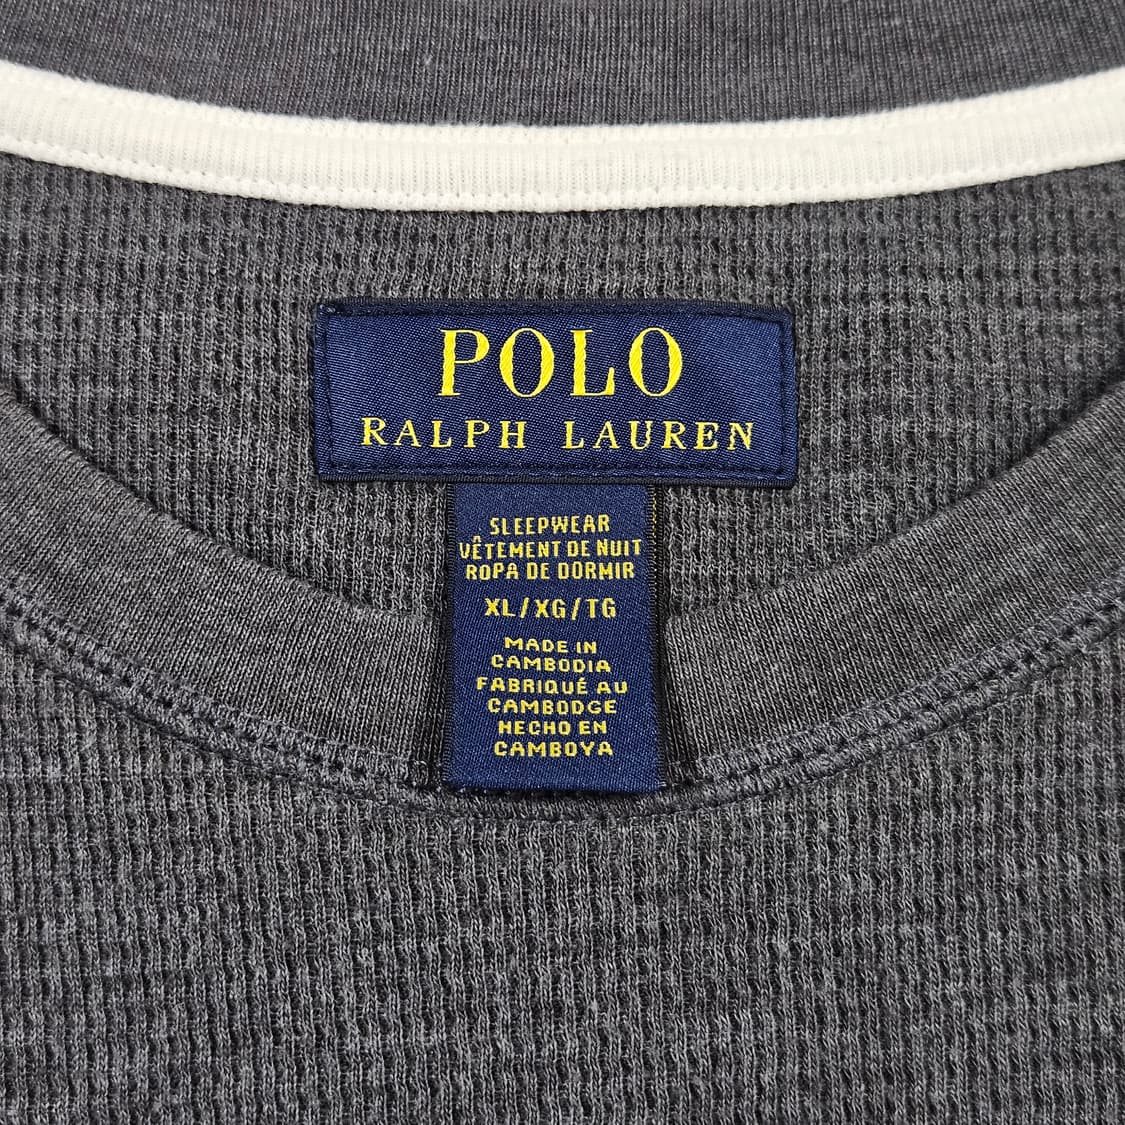 POLO
RALPH LAUREN
SLEEPWEAR
VÊTEMENT DE NUIT
ROPA DE DORMIR
XL/XG/TG
MADE IN
CAMBODIA
FABRIQUÉ AU
CAMBODGE
HECHO EN
CAMBOYA